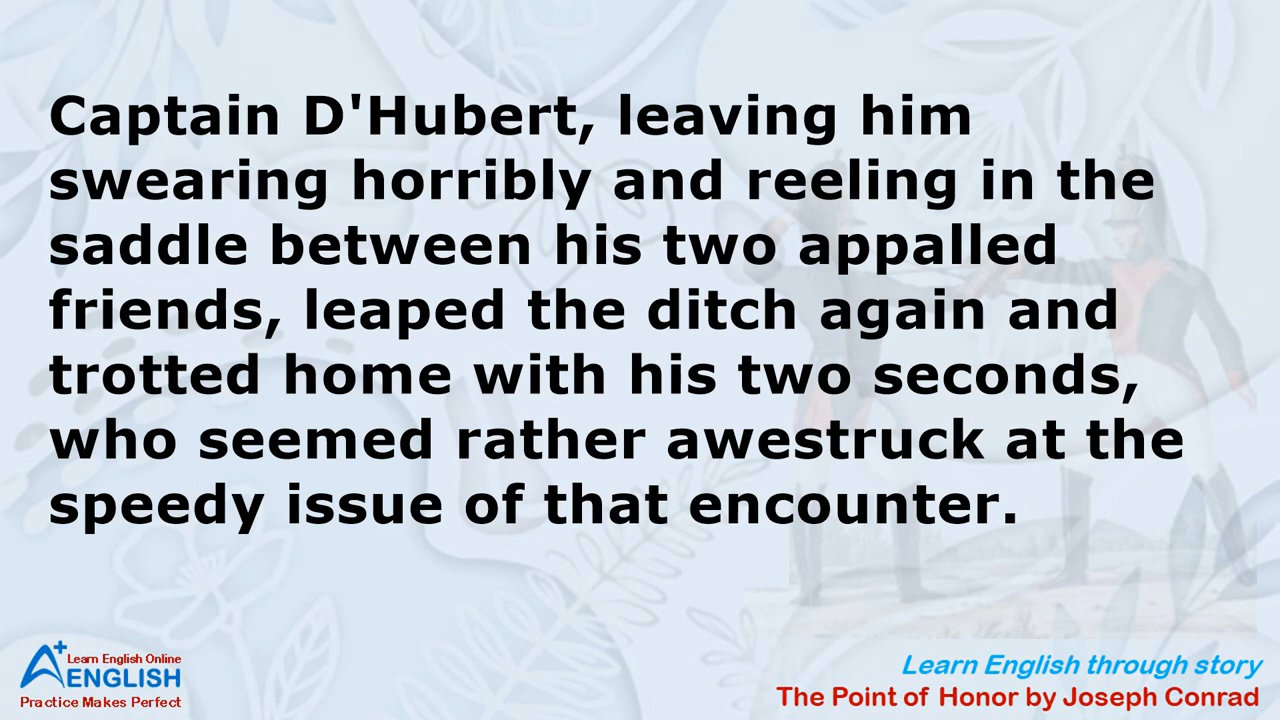 Captain D'Hubert, leaving him
swearing horribly and reeling in the
saddle between his two appalled
friends, leaped the ditch again and
trotted home with his two seconds,
who seemed rather awestruck at the
speedy issue of that encounter.
A+ Learn English Online
ENGLISH
Practice Makes Perfect
Learn English through story
The Point of Honor by Joseph Conrad